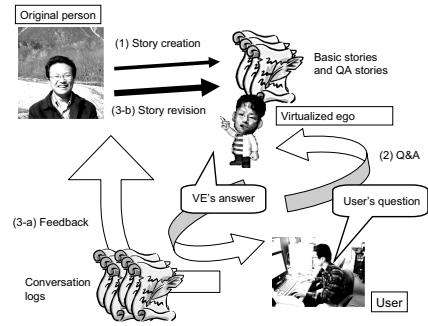 Original person
(1) Story creation
Basic stories
and QA stories
(3-b) Story revision
Virtualized ego
(2) Q&A
VE's answer
User's question
(3-a) Feedback
Conversation
logs
User